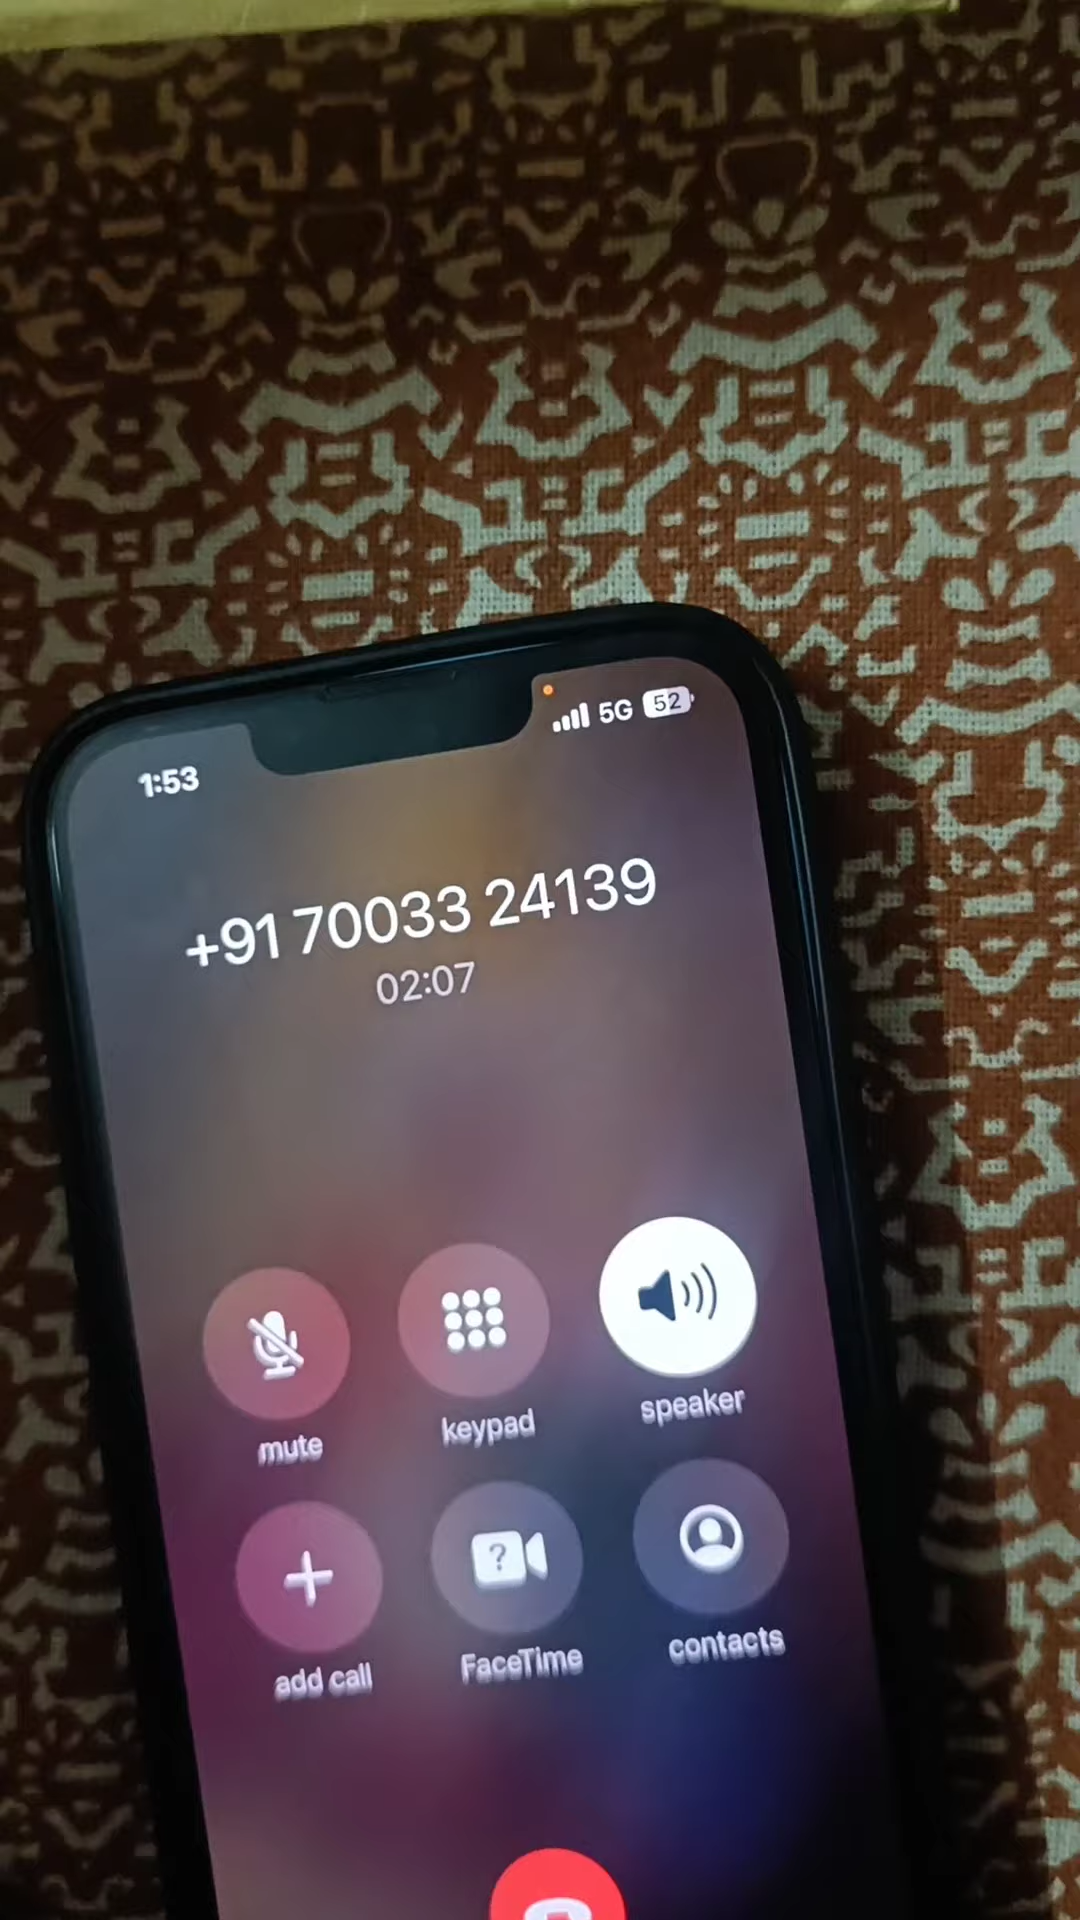 1:53
5G 52
+91 70033 24139
02:07
mute
keypad
speaker
add call
FaceTime
contacts